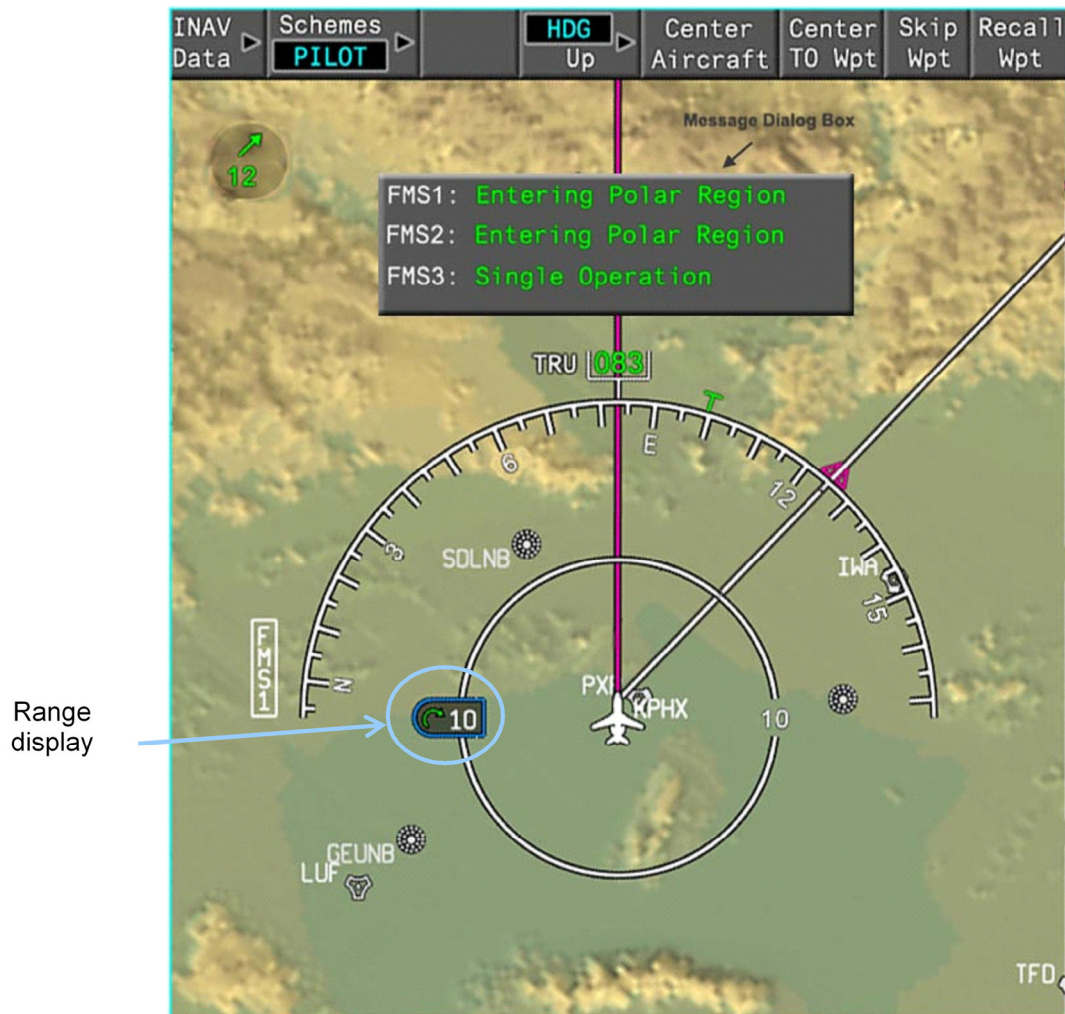 INAV Data
Schemes PILOT
HDG Up
Center Aircraft
Center TO Wpt
Skip Wpt
Recall Wpt
12
Message Dialog Box
FMS1: Entering Polar Region
FMS2: Entering Polar Region
FMS3: Single Operation
TRU 083
T
E
6
12
3
SDLNB
IWA
15
FMS1
N
PXR
KPHX
Range
display
10
10
GEUNB
LUF
TFD